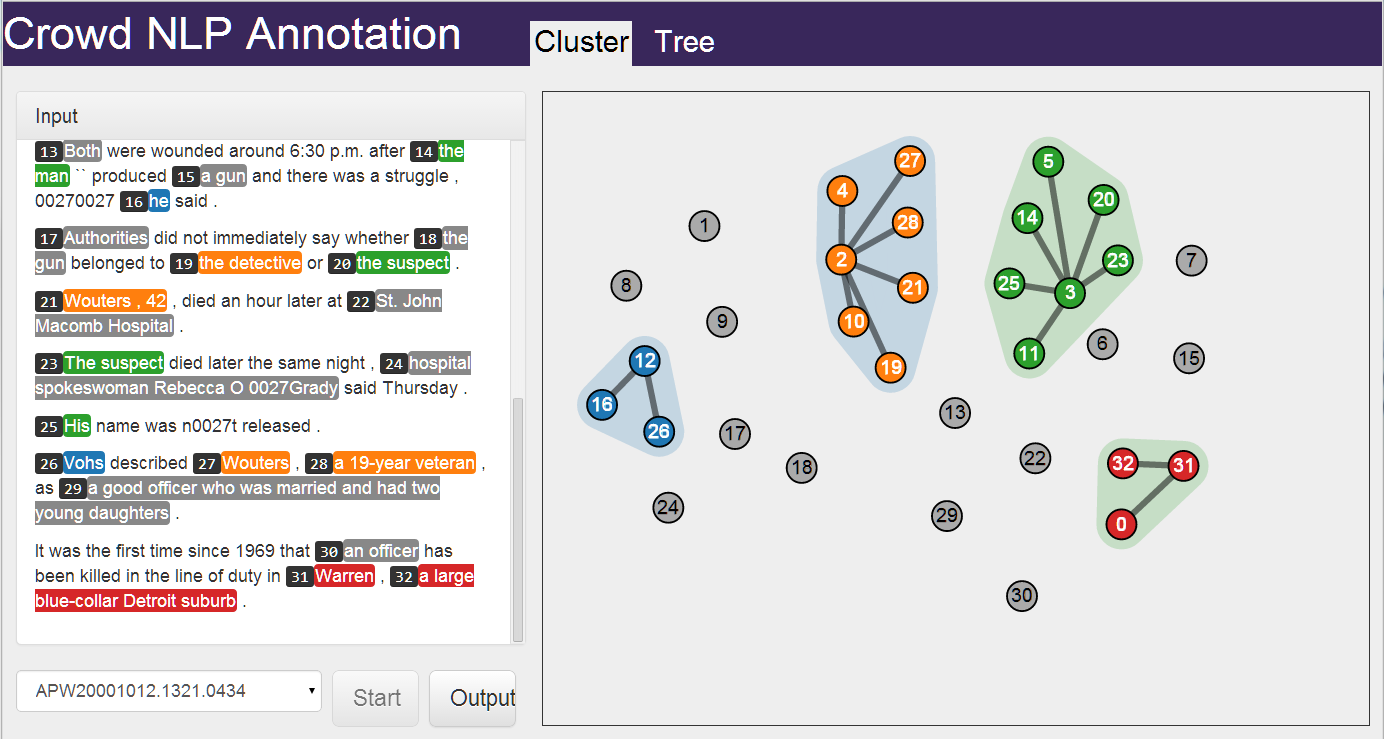 Crowd NLP Annotation
Cluster
Tree
Input
13 Both were wounded around 6:30 p.m. after 14 the
man `` produced 15 a gun and there was a struggle ,
00270027 16 he said .
17 Authorities did not immediately say whether 18 the
gun belonged to 19 the detective or 20 the suspect .
21 Wouters , 42 , died an hour later at 22 St. John
Macomb Hospital .
23 The suspect died later the same night , 24 hospital
spokeswoman Rebecca O 0027Grady said Thursday .
25 His name was n0027t released .
26 Vohs described 27 Wouters , 28 a 19-year veteran ,
as 29 a good officer who was married and had two
young daughters .
It was the first time since 1969 that 30 an officer has
been killed in the line of duty in 31 Warren , 32 a large
blue-collar Detroit suburb .
APW20001012.1321.0434
Start
Output
27
5
4
20
14
28
1
2
23
7
8
25
21
3
9
10
6
12
11
15
19
16
13
26
17
22
32
31
18
24
29
0
30